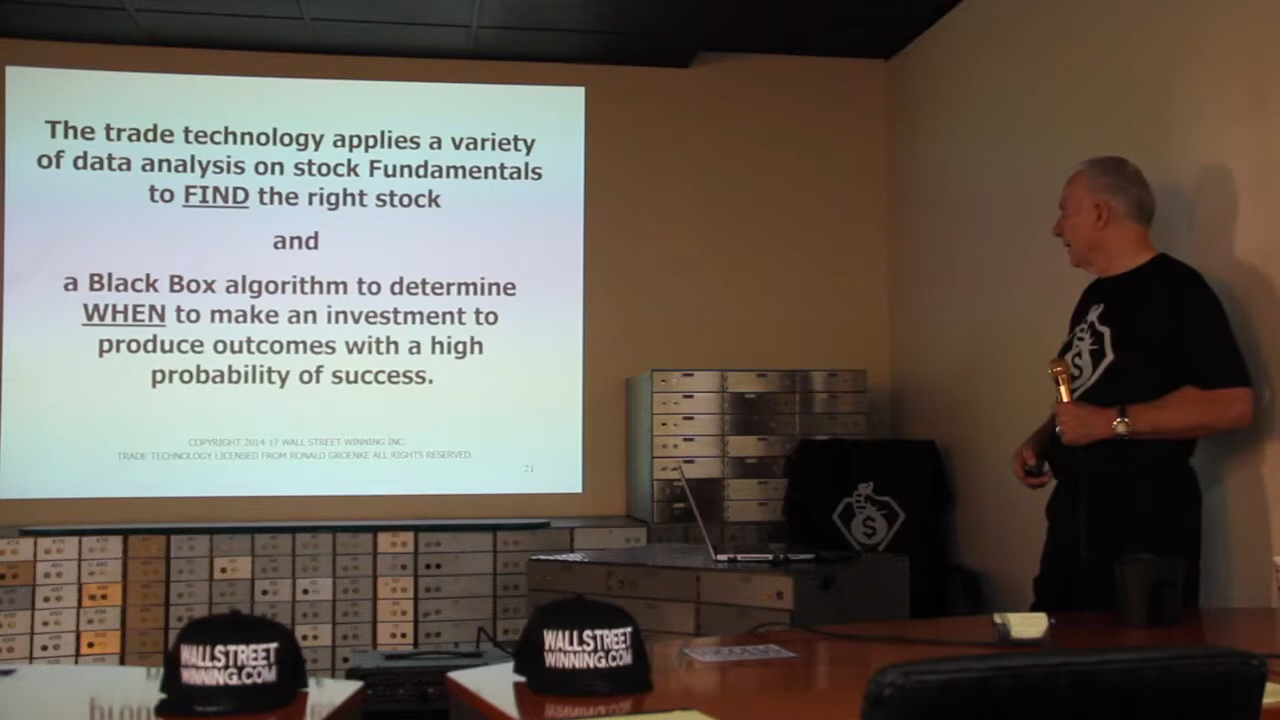 The trade technology applies a variety
of data analysis on stock Fundamentals
to FIND the right stock
and
a Black Box algorithm to determine
WHEN to make an investment to
produce outcomes with a high
probability of success.
COPYRIGHT 2014-17 WALL STREET WINNING INC.
TRADE TECHNOLOGY LICENSED FROM RONALD GROENKE ALL RIGHTS RESERVED.
21
$
$
WALLSTREET
WINNING.COM
WALLSTREET
WINNING.COM
SUCCESS